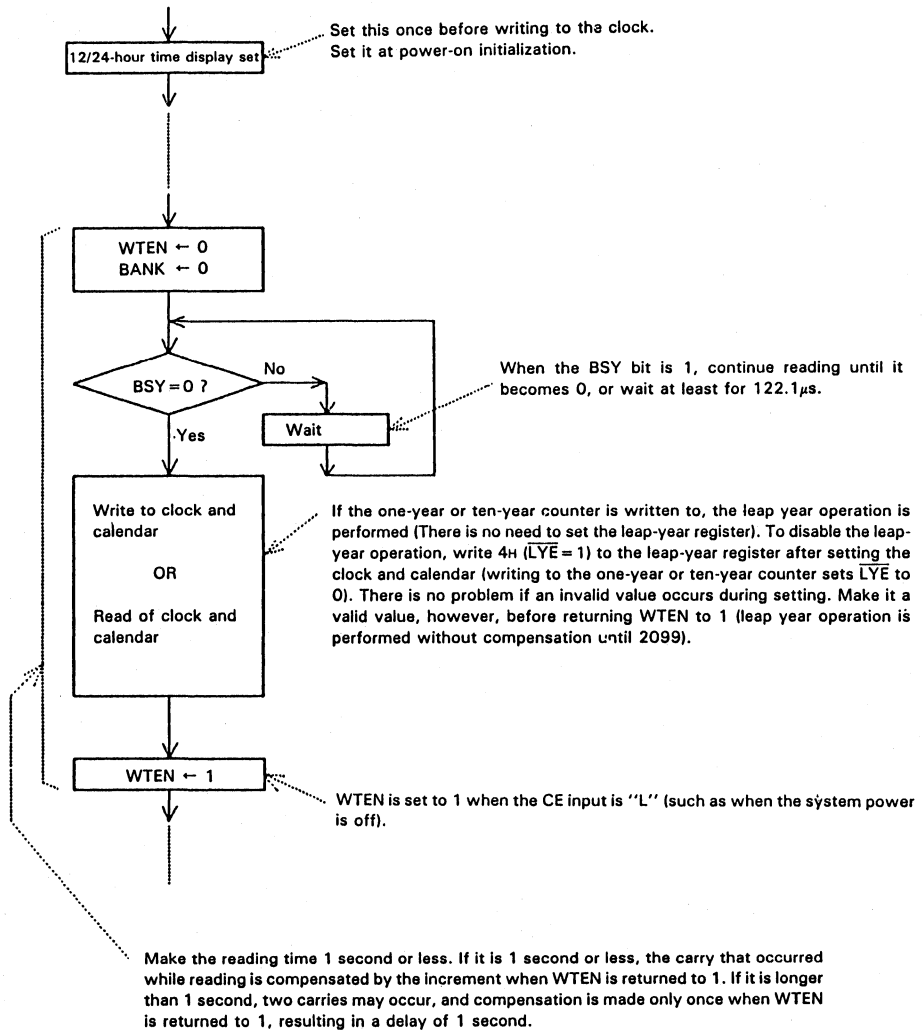 Set this once before writing to tha clock.
Set it at power-on initialization.
12/24-hour time display set
WTEN ← 0
BANK ← 0
BSY=0 ?
No
When the BSY bit is 1, continue reading until it
becomes 0, or wait at least for 122.1μs.
Wait
Yes
Write to clock and
calendar
OR
Read of clock and
calendar
If the one-year or ten-year counter is written to, the leap year operation is
performed (There is no need to set the leap-year register). To disable the leap-
year operation, write 4H (L̅Y̅E̅ = 1) to the leap-year register after setting the
clock and calendar (writing to the one-year or ten-year counter sets L̅Y̅E̅ to
0). There is no problem if an invalid value occurs during setting. Make it a
valid value, however, before returning WTEN to 1 (leap year operation is
performed without compensation until 2099).
WTEN ← 1
WTEN is set to 1 when the CE input is "L" (such as when the system power
is off).
Make the reading time 1 second or less. If it is 1 second or less, the carry that occurred
while reading is compensated by the increment when WTEN is returned to 1. If it is longer
than 1 second, two carries may occur, and compensation is made only once when WTEN
is returned to 1, resulting in a delay of 1 second.